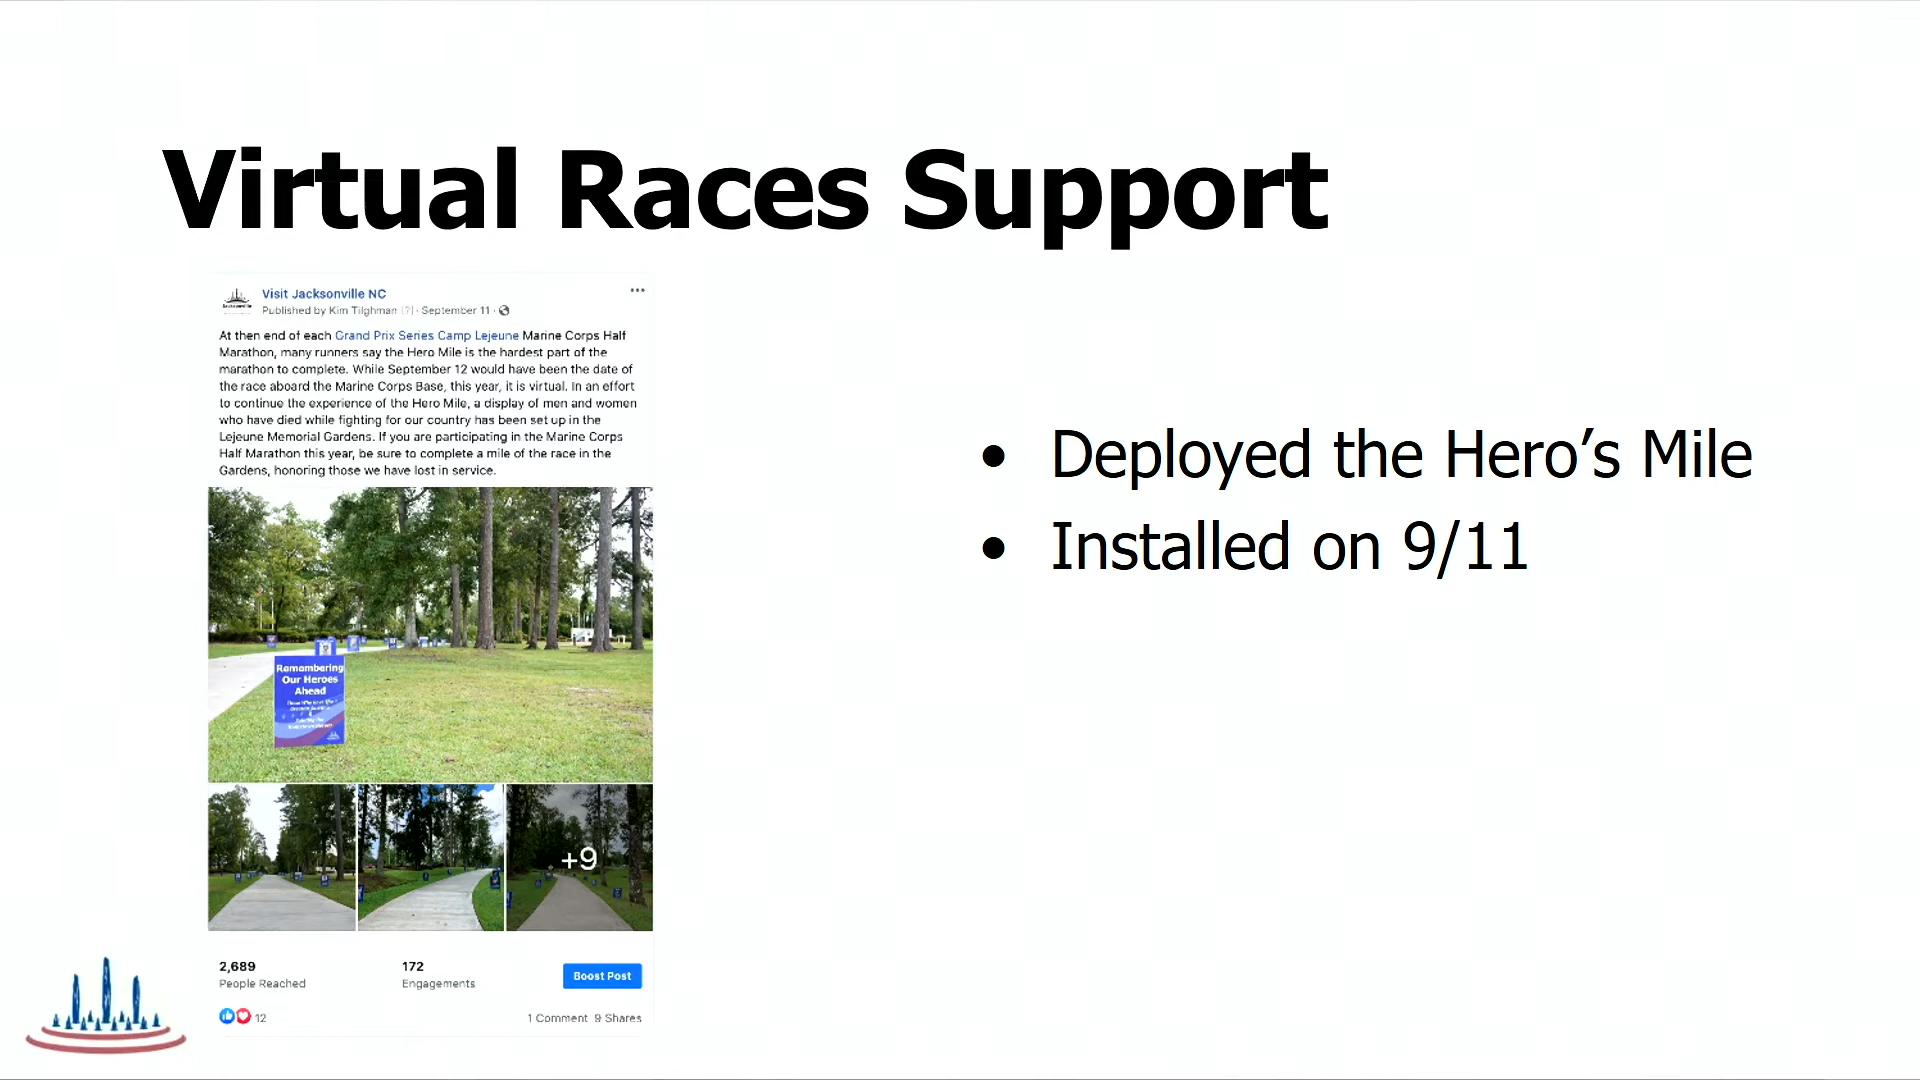 Virtual Races Support
Visit Jacksonville NC
Published by Kim Tilghman [?] · September 11 ·
At then end of each Grand Prix Series Camp Lejeune Marine Corps Half
Marathon, many runners say the Hero Mile is the hardest part of the
marathon to complete. While September 12 would have been the date of
the race aboard the Marine Corps Base, this year, it is virtual. In an effort
to continue the experience of the Hero Mile, a display of men and women
who have died while fighting for our country has been set up in the
Lejeune Memorial Gardens. If you are participating in the Marine Corps
Half Marathon this year, be sure to complete a mile of the race in the
Gardens, honoring those we have lost in service.
Remembering
Our Heroes
Ahead
+9
2,689
People Reached
172
Engagements
Boost Post
12
1 Comment 9 Shares
• Deployed the Hero’s Mile
• Installed on 9/11